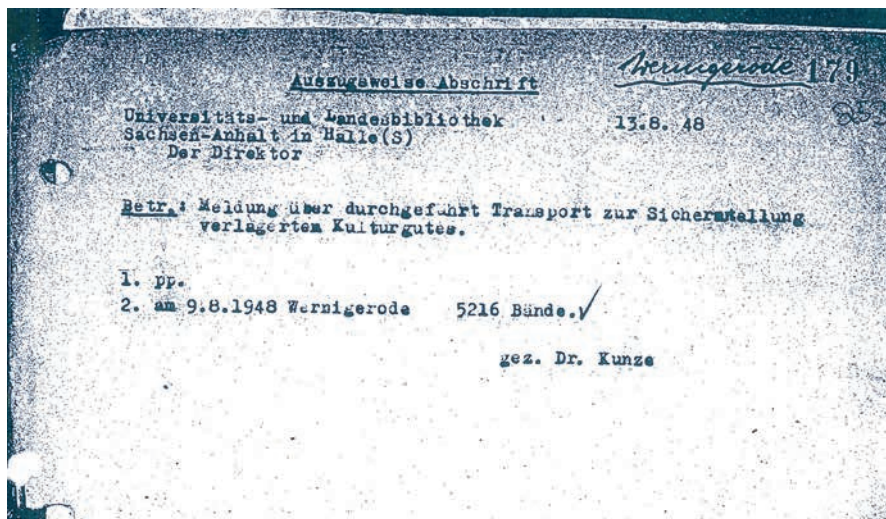 Wernigerode 179
Auszugsweise Abschrift
Universitäts- und Landesbibliothek 13.8. 48
Sachsen-Anhalt in Halle(S)
Der Direktor
Betr.: Meldung über durchgeführt Transport zur Sicherstellung
verlagertem Kulturgutes.
1. pp.
2. am 9.8.1948 Wernigerode 5216 Bände.
gez. Dr. Kunze